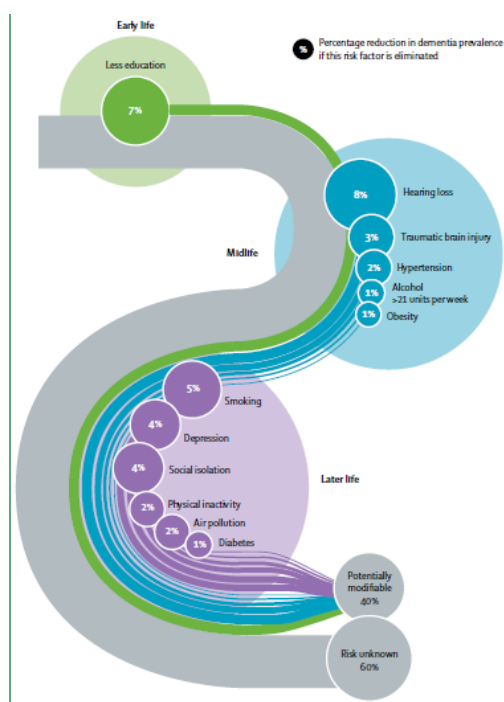 Early life
%
Percentage reduction in dementia prevalence
if this risk factor is eliminated
Less education
7%
8%
Hearing loss
3%
Traumatic brain injury
Midlife
2%
Hypertension
1%
Alcohol
>21 units per week
1%
Obesity
5%
Smoking
4%
Depression
4%
Social isolation
Later life
2%
Physical inactivity
2%
Air pollution
1%
Diabetes
Potentially
modifiable
40%
Risk unknown
60%